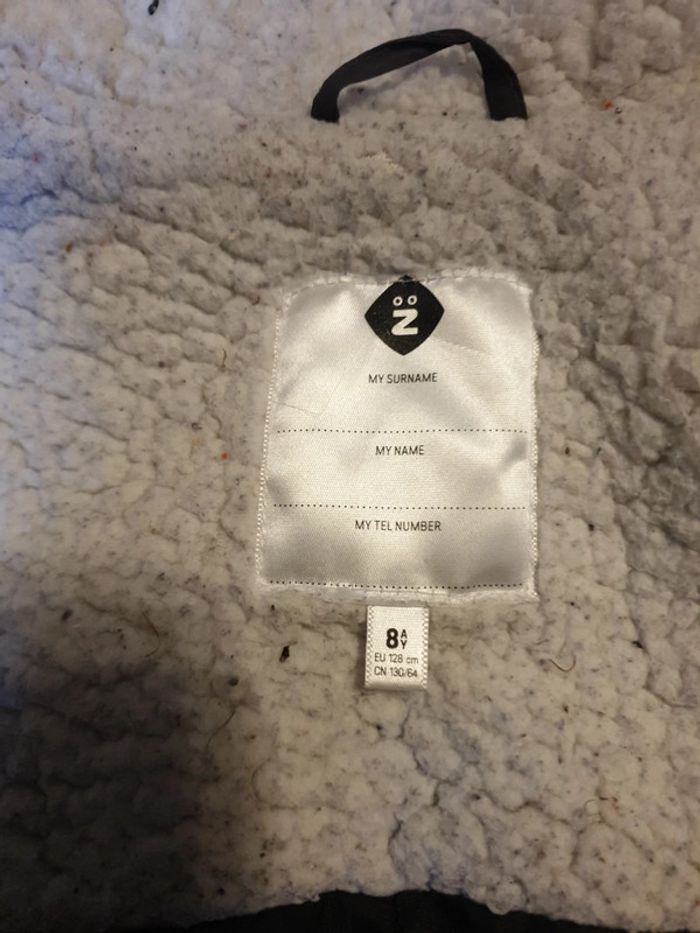 Z
MY SURNAME
MY NAME
MY TEL NUMBER
8 A/Y
EU 128 cm
CN 130/64